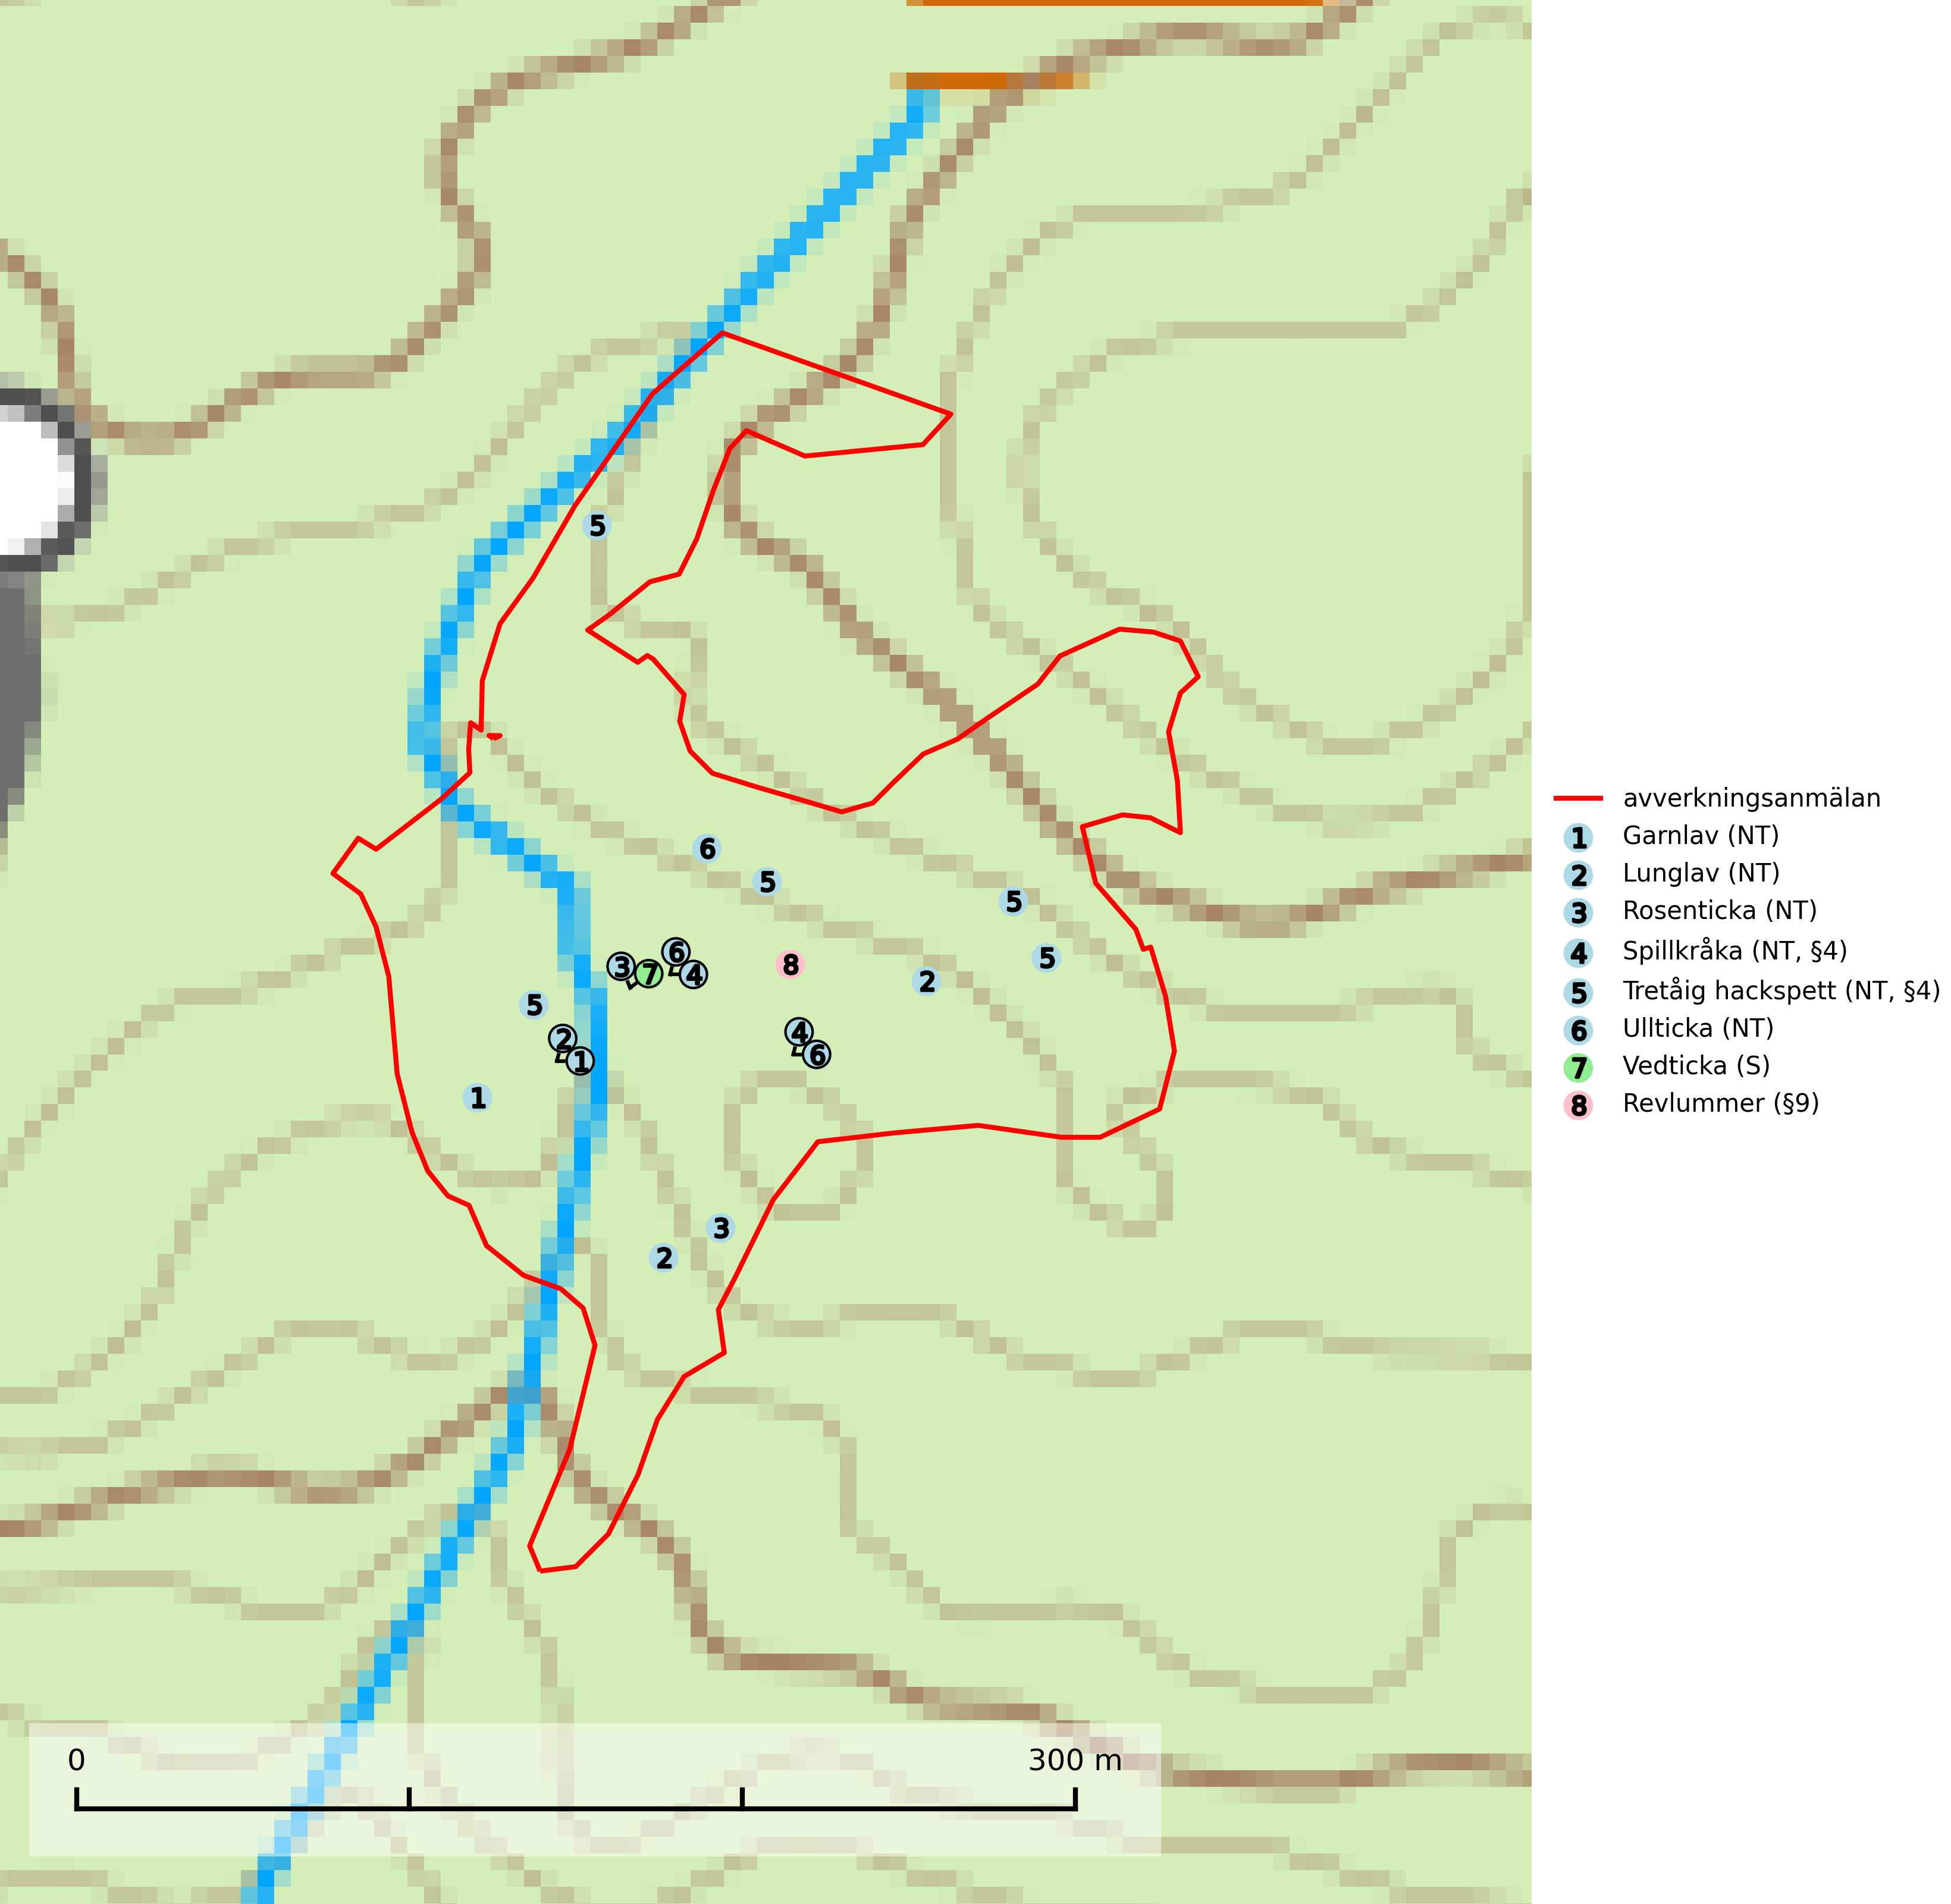 5
6
5
5
5
3
7
6
4
8
2
5
2
1
4
6
1
3
2
0
300 m
avverkningsanmälan
1 Garnlav (NT)
2 Lunglav (NT)
3 Rosenticka (NT)
4 Spillkråka (NT, §4)
5 Tretåig hackspett (NT, §4)
6 Ullticka (NT)
7 Vedticka (S)
8 Revlummer (§9)